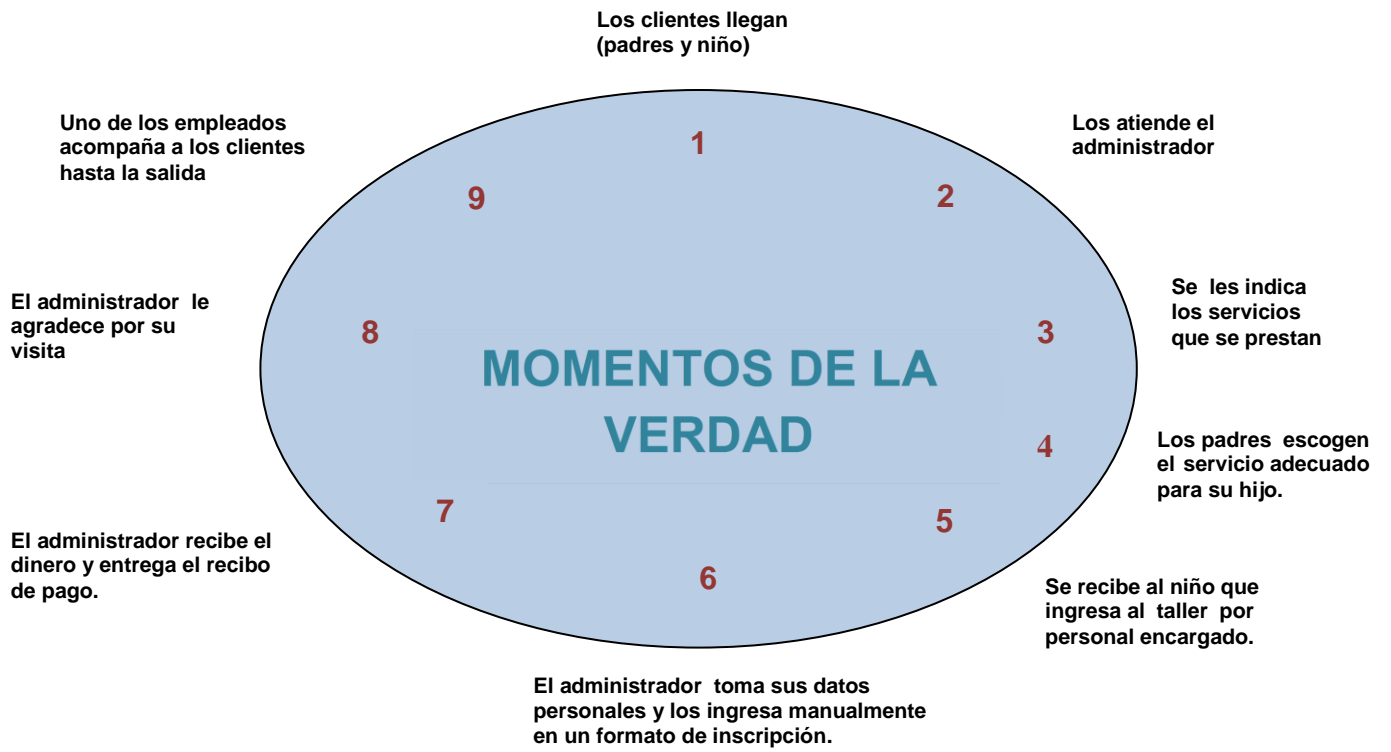 Los clientes llegan
(padres y niño)
1
Los atiende el
administrador
2
Se les indica
los servicios
que se prestan
3
Los padres escogen
el servicio adecuado
para su hijo.
4
Se recibe al niño que
ingresa al taller por
personal encargado.
5
El administrador toma sus datos
personales y los ingresa manualmente
en un formato de inscripción.
6
El administrador recibe el
dinero y entrega el recibo
de pago.
7
El administrador le
agradece por su
visita
8
Uno de los empleados
acompaña a los clientes
hasta la salida
9
MOMENTOS DE LA
VERDAD